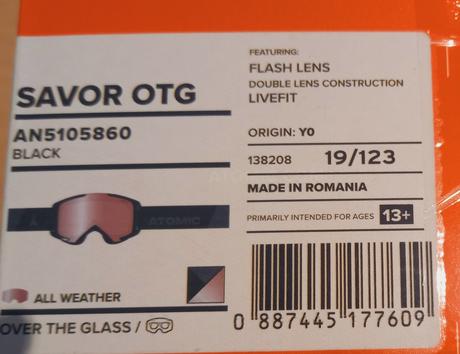 SAVOR OTG
AN5105860
BLACK
ATOMIC
ALL WEATHER
OVER THE GLASS /
FEATURING:
FLASH LENS
DOUBLE LENS CONSTRUCTION
LIVEFIT
ORIGIN: Y0
138208 19/123
MADE IN ROMANIA
PRIMARILY INTENDED FOR AGES 13+
0 887445 177609